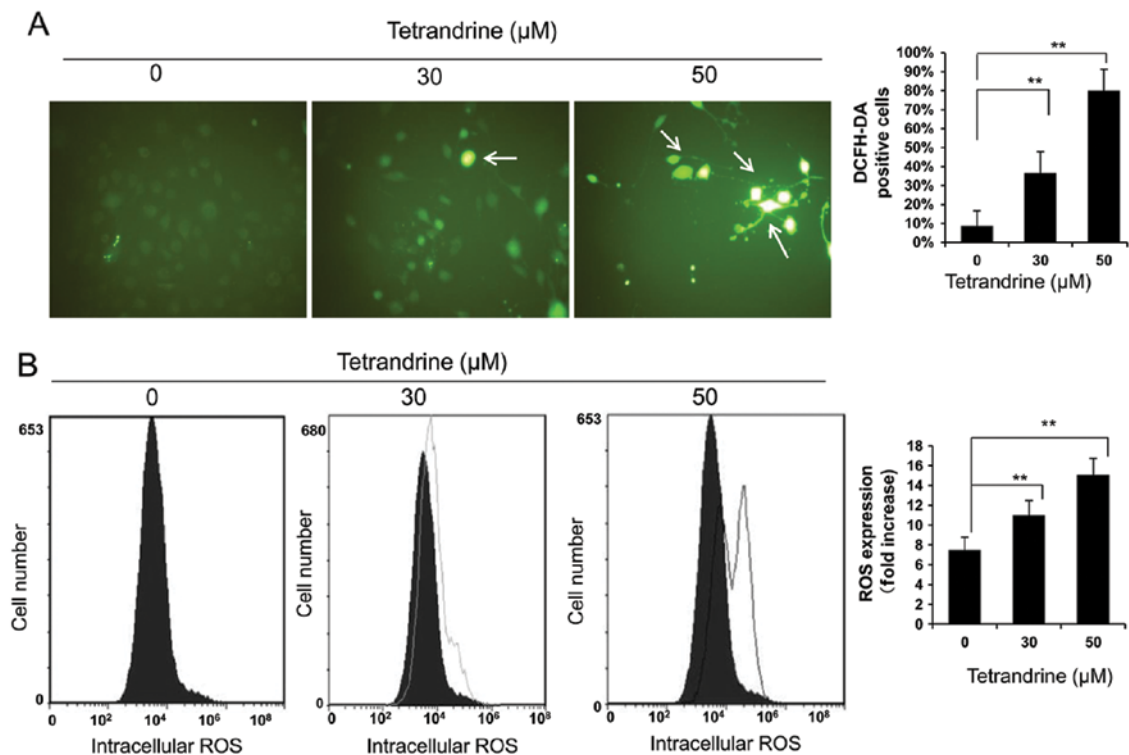 A
Tetrandrine (µM)
0 30 50
100%
90%
80%
70%
60%
50%
40%
30%
20%
10%
0%
DCFH-DA
positive cells
**
**
0 30 50
Tetrandrine (µM)
B
Tetrandrine (µM)
0 30 50
653
Cell number
0
0 10² 10⁴ 10⁶ 10⁸
Intracellular ROS
680
Cell number
0
0 10² 10⁴ 10⁶ 10⁸
Intracellular ROS
653
Cell number
0
0 10² 10⁴ 10⁶ 10⁸
Intracellular ROS
18
16
14
12
10
8
6
4
2
0
ROS expression
(fold increase)
**
**
0 30 50
Tetrandrine (µM)